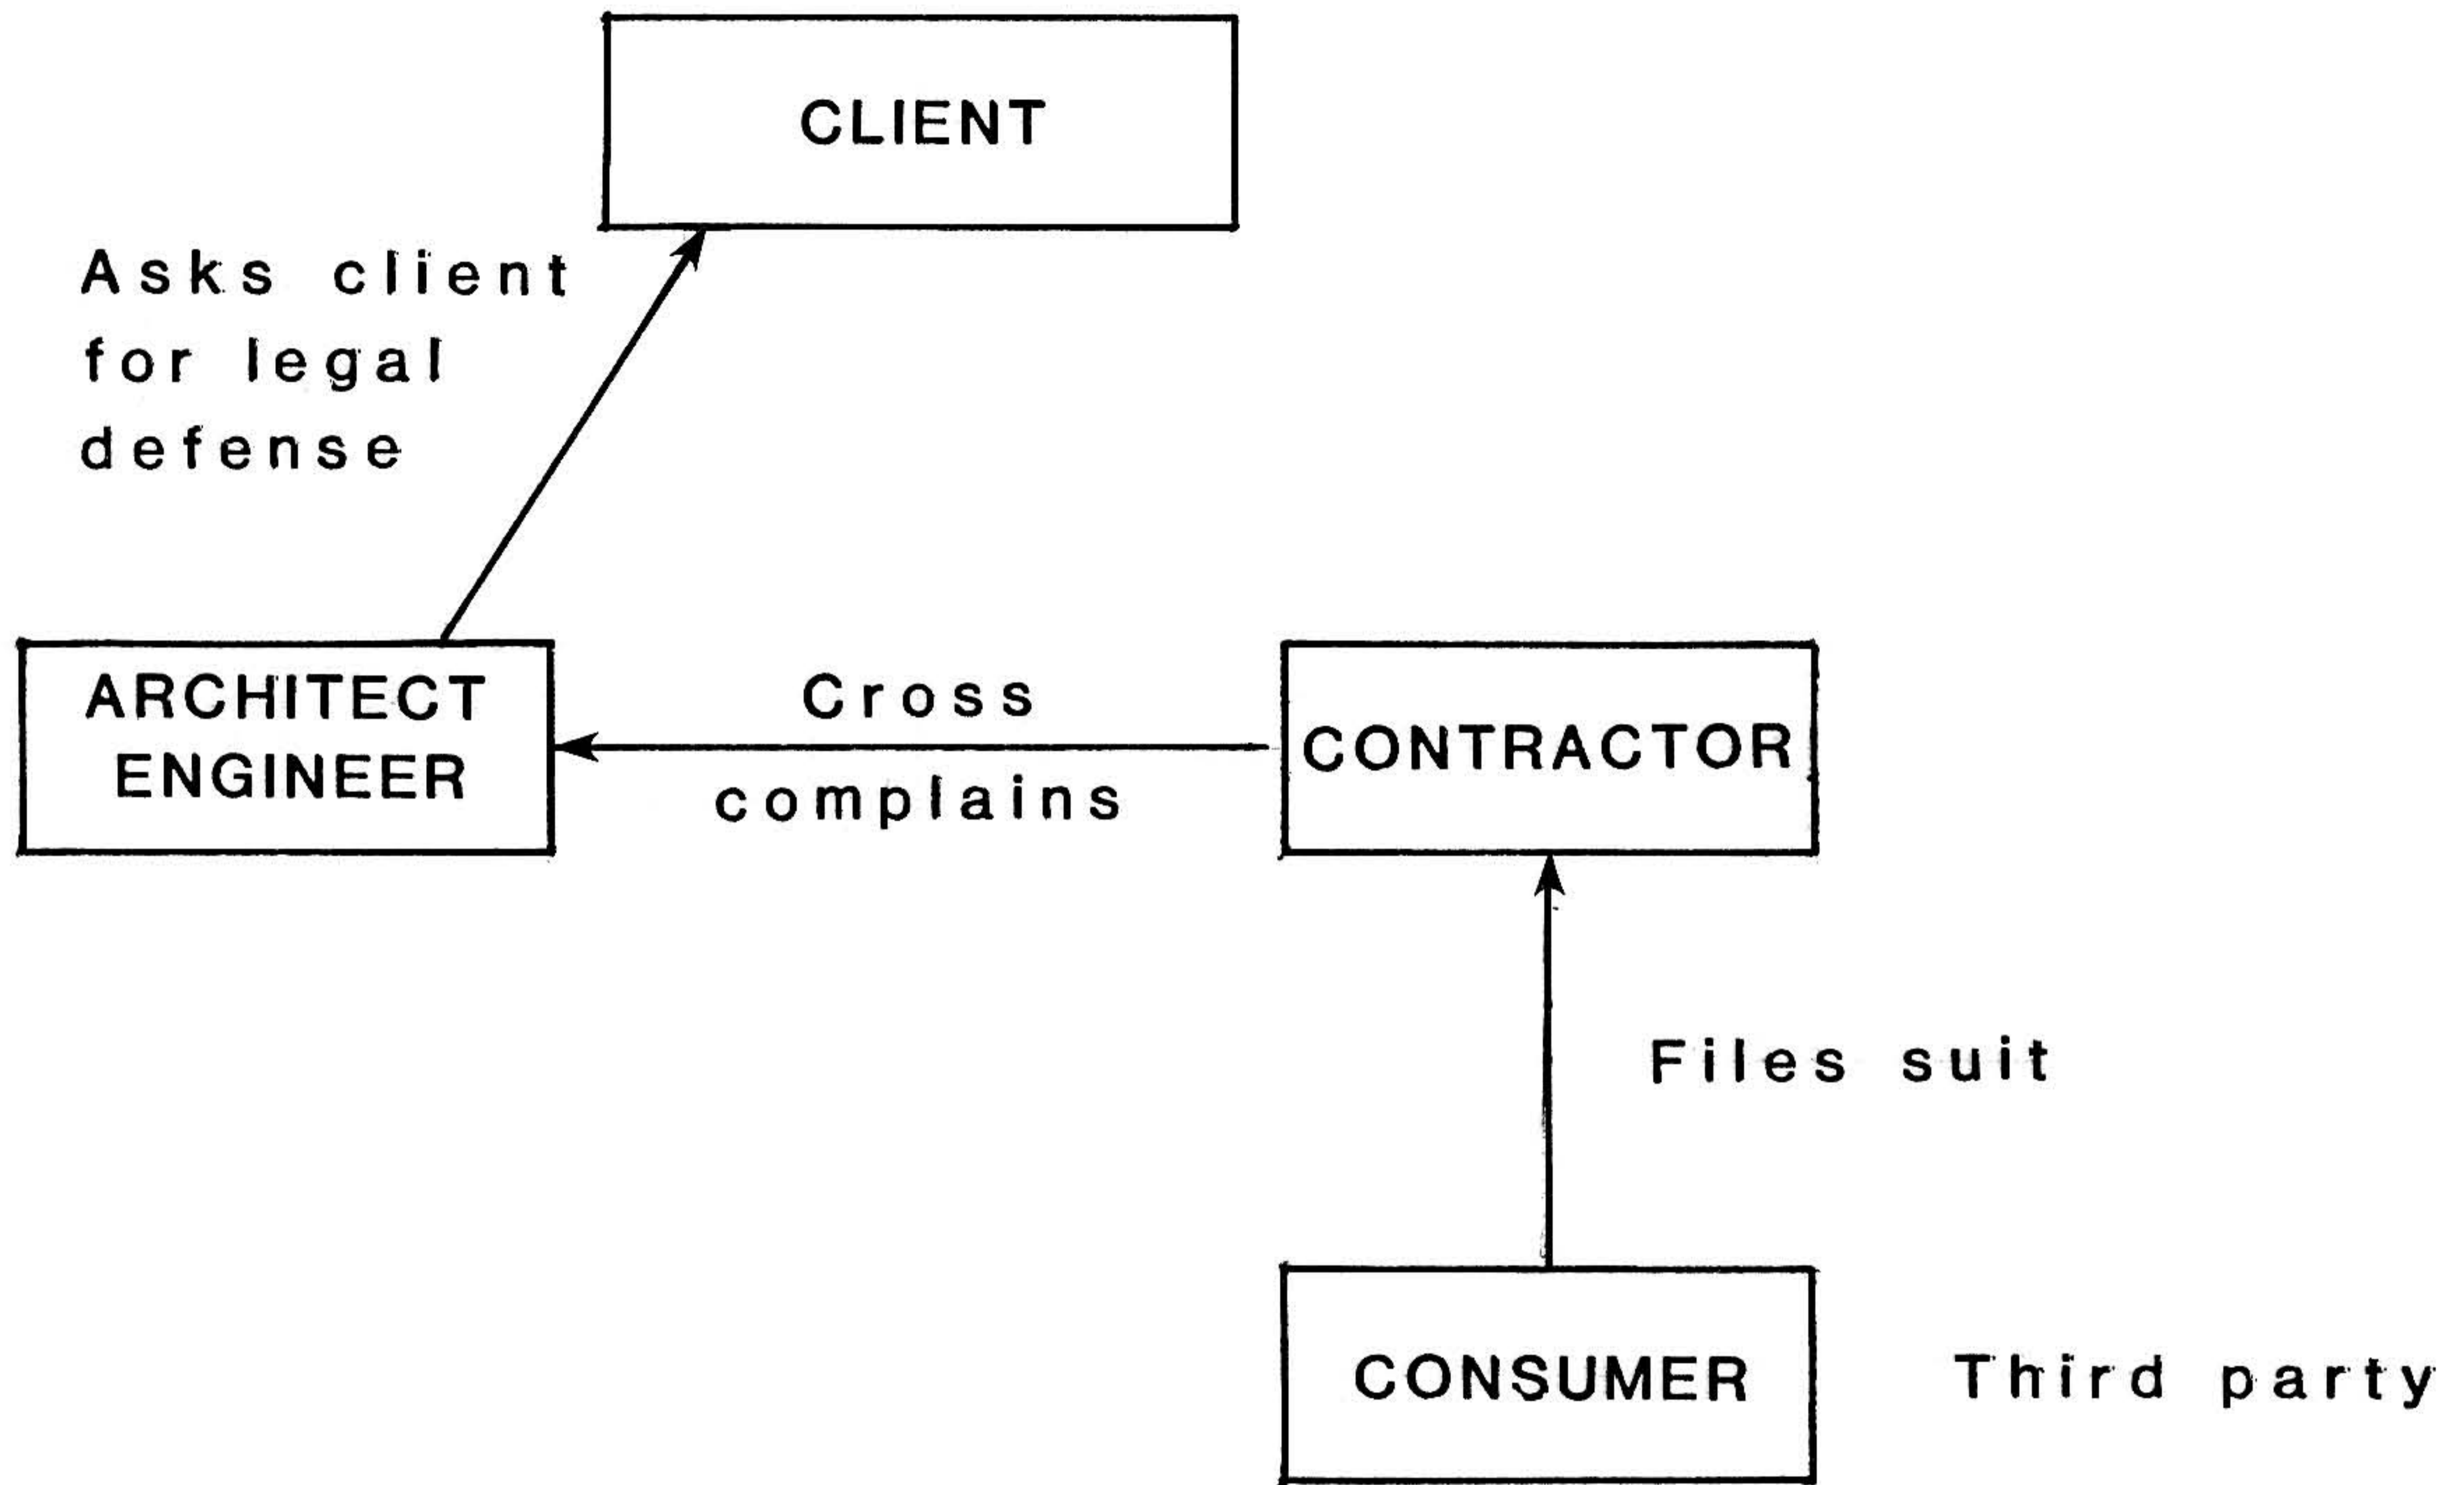 CLIENT
Asks client
for legal
defense
ARCHITECT
ENGINEER
Cross
complains
CONTRACTOR
Files suit
CONSUMER
Third party